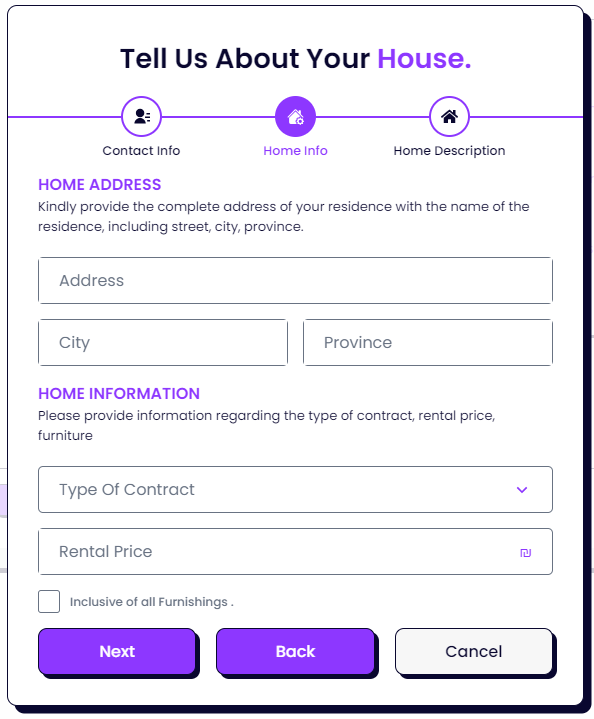 Tell Us About Your House.
Contact Info
Home Info
Home Description
HOME ADDRESS
Kindly provide the complete address of your residence with the name of the
residence, including street, city, province.
Address
City
Province
HOME INFORMATION
Please provide information regarding the type of contract, rental price,
furniture
Type Of Contract
Rental Price ₪
Inclusive of all Furnishings .
Next
Back
Cancel